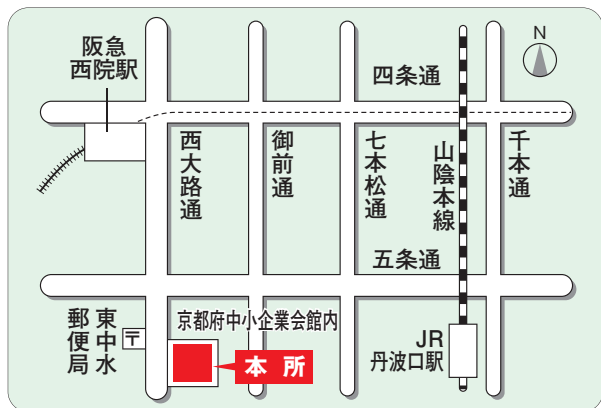 N
阪急
西院駅
四条通
西大路通
御前通
七本松通
山陰本線
千本通
五条通
京都府中小企業会館内
東中水
郵便局
〒
本所
JR
丹波口駅